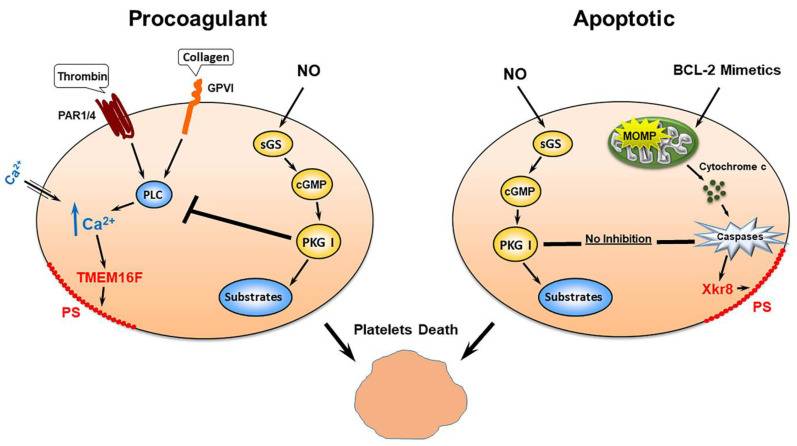 Procoagulant
Apoptotic
Collagen
Thrombin
GPVI
NO
PAR1/4
sGS
cGMP
Ca2+
PLC
Ca2+
PKG I
TMEM16F
Substrates
PS
NO
BCL-2 Mimetics
MOMP
sGS
Cytochrome c
cGMP
PKG I
No Inhibition
Caspases
Xkr8
Substrates
PS
Platelets Death